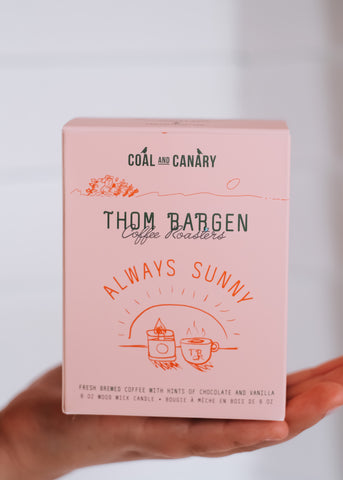 COAL AND CANARY
THOM BARGEN
Coffee Roasters
ALWAYS SUNNY
TB
FRESH BREWED COFFEE WITH HINTS OF CHOCOLATE AND VANILLA
8 OZ WOOD WICK CANDLE • BOUGIE À MÈCHE EN BOIS DE 8 OZ